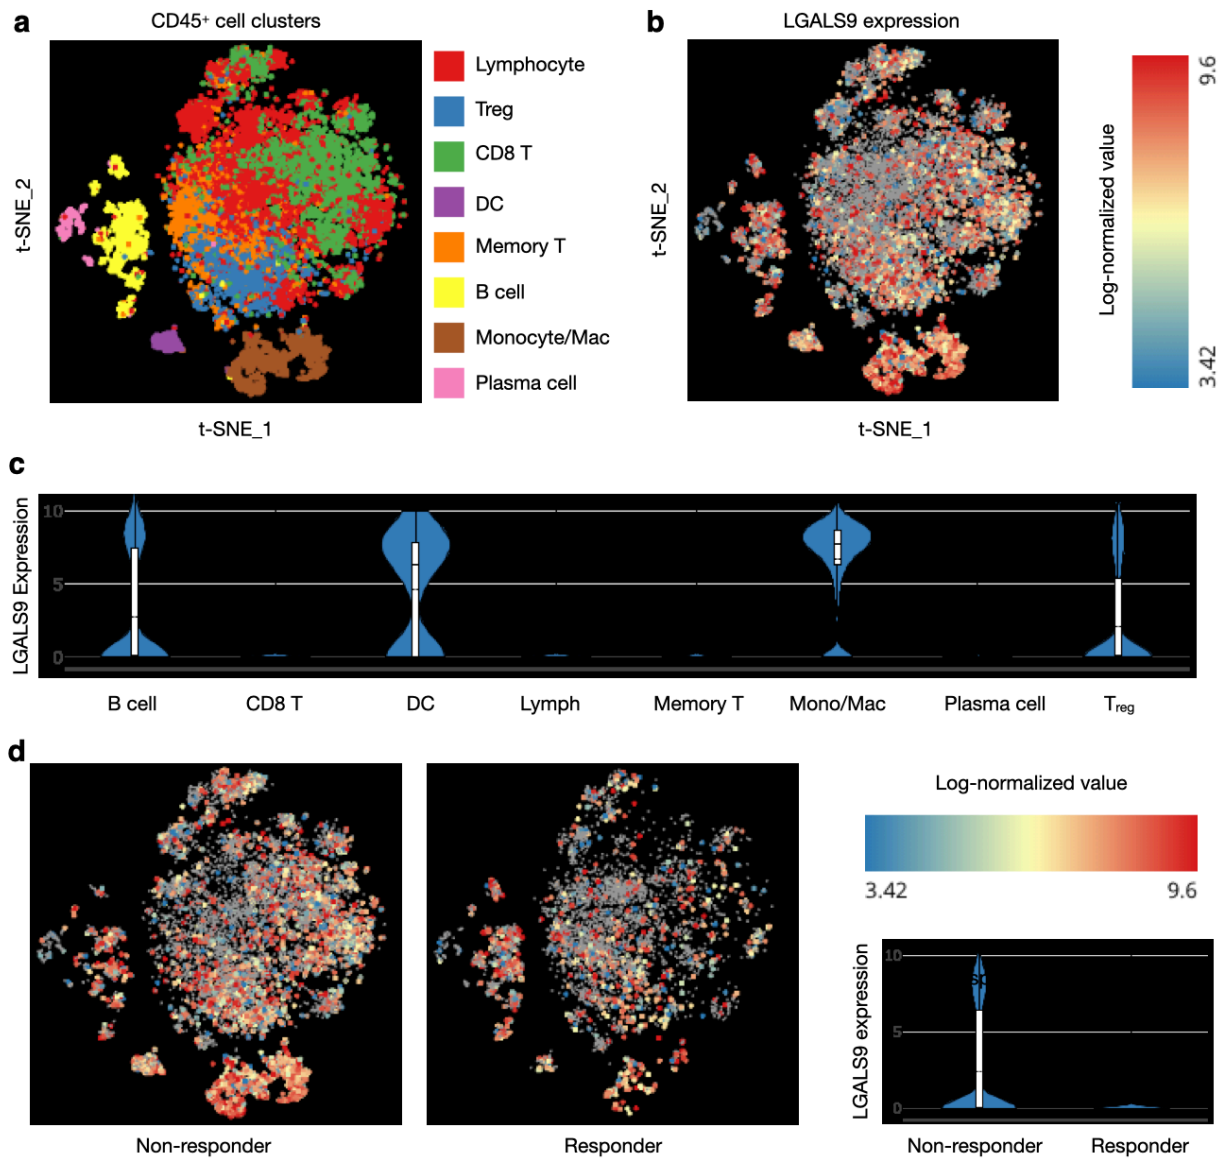 a
CD45+ cell clusters
t-SNE_2
t-SNE_1
Lymphocyte
Treg
CD8 T
DC
Memory T
B cell
Monocyte/Mac
Plasma cell
b
LGALS9 expression
t-SNE_2
t-SNE_1
Log-normalized value
9.6
3.42
c
LGALS9 Expression
10
5
0
B cell
CD8 T
DC
Lymph
Memory T
Mono/Mac
Plasma cell
Treg
d
Non-responder
Responder
Log-normalized value
3.42
9.6
LGALS9 expression
10
5
0
Non-responder
Responder